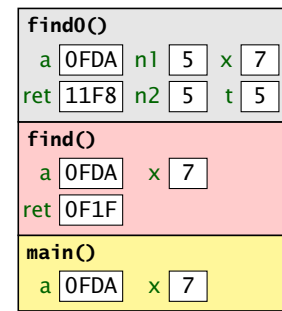 find0()
a 0FDA n1 5 x 7
ret 11F8 n2 5 t 5
find()
a 0FDA x 7
ret 0F1F
main()
a 0FDA x 7